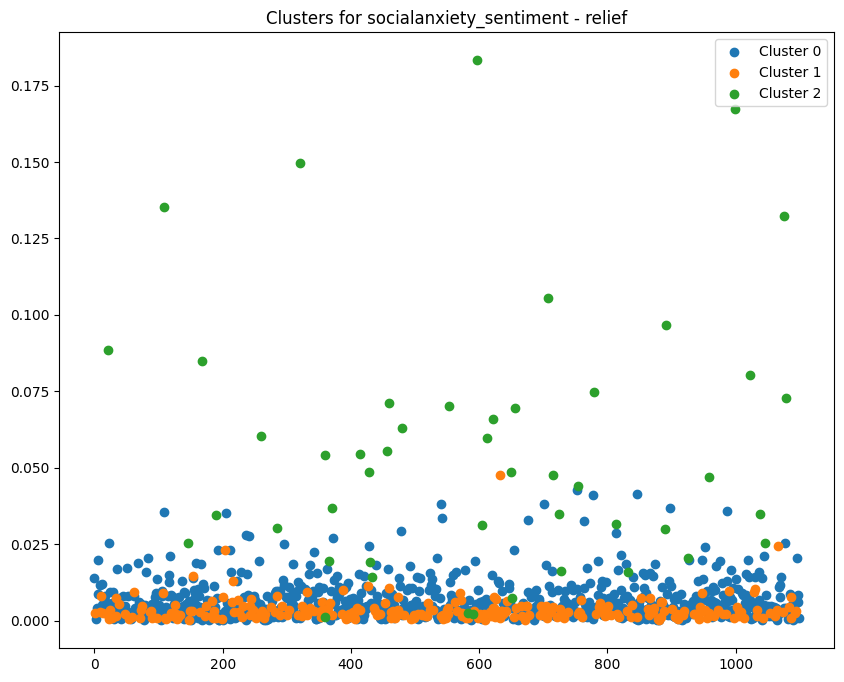 Clusters for socialanxiety_sentiment - relief
Cluster 0
Cluster 1
Cluster 2
0.175
0.150
0.125
0.100
0.075
0.050
0.025
0.000
0 200 400 600 800 1000